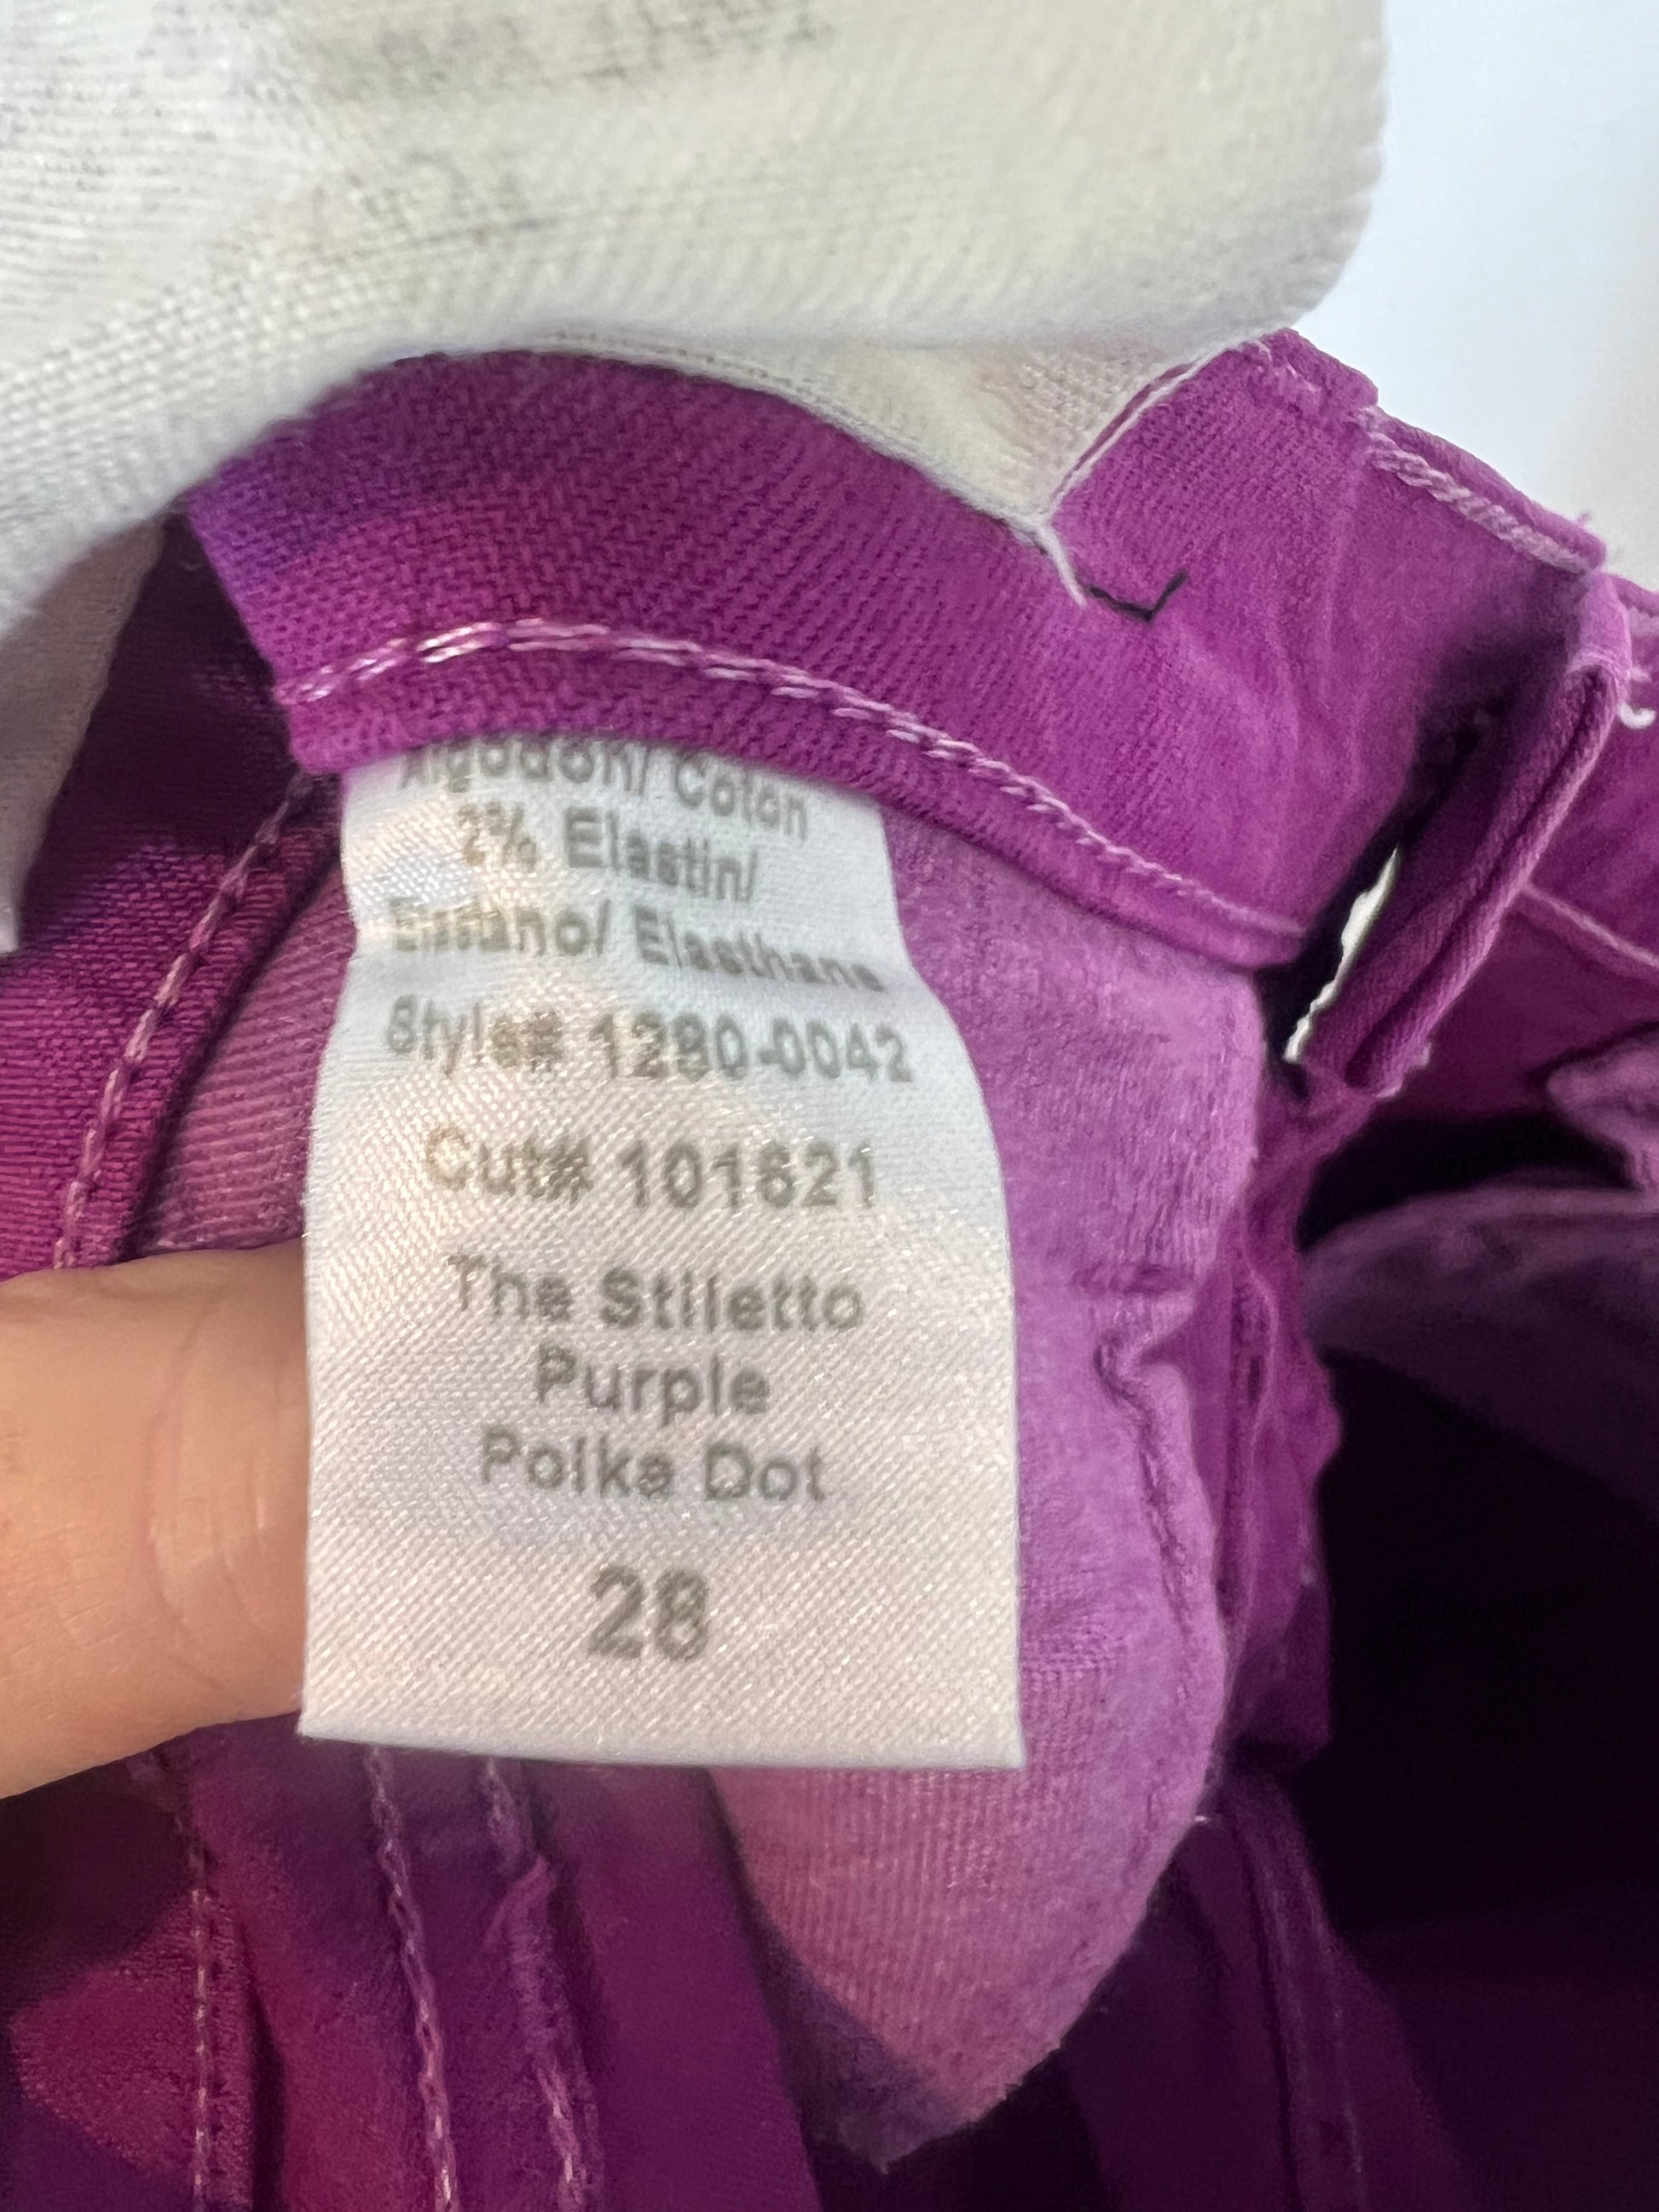 Algodon/ Coton
2% Elastin/
Elastano/ Elasthane
Style# 1280-0042
Cut# 101621
The Stiletto
Purple
Polka Dot
28